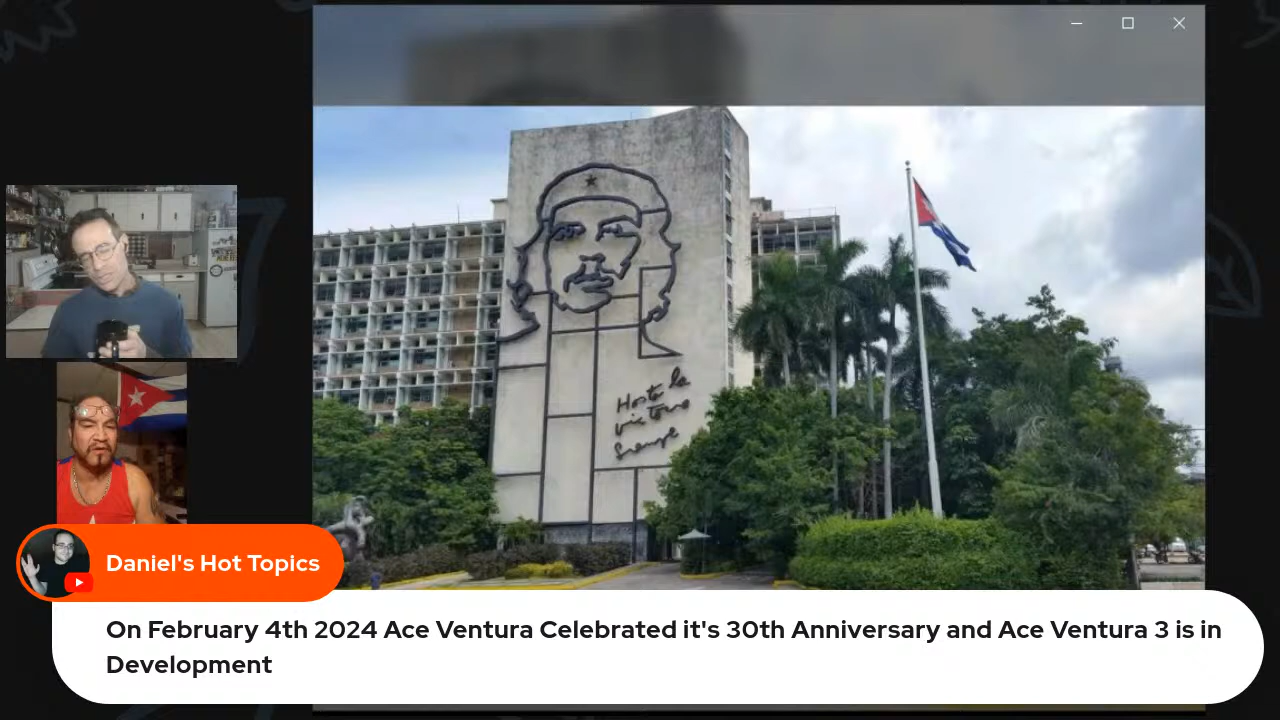 Hasta la
victoria
Siempre
Daniel's Hot Topics
On February 4th 2024 Ace Ventura Celebrated it's 30th Anniversary and Ace Ventura 3 is in
Development